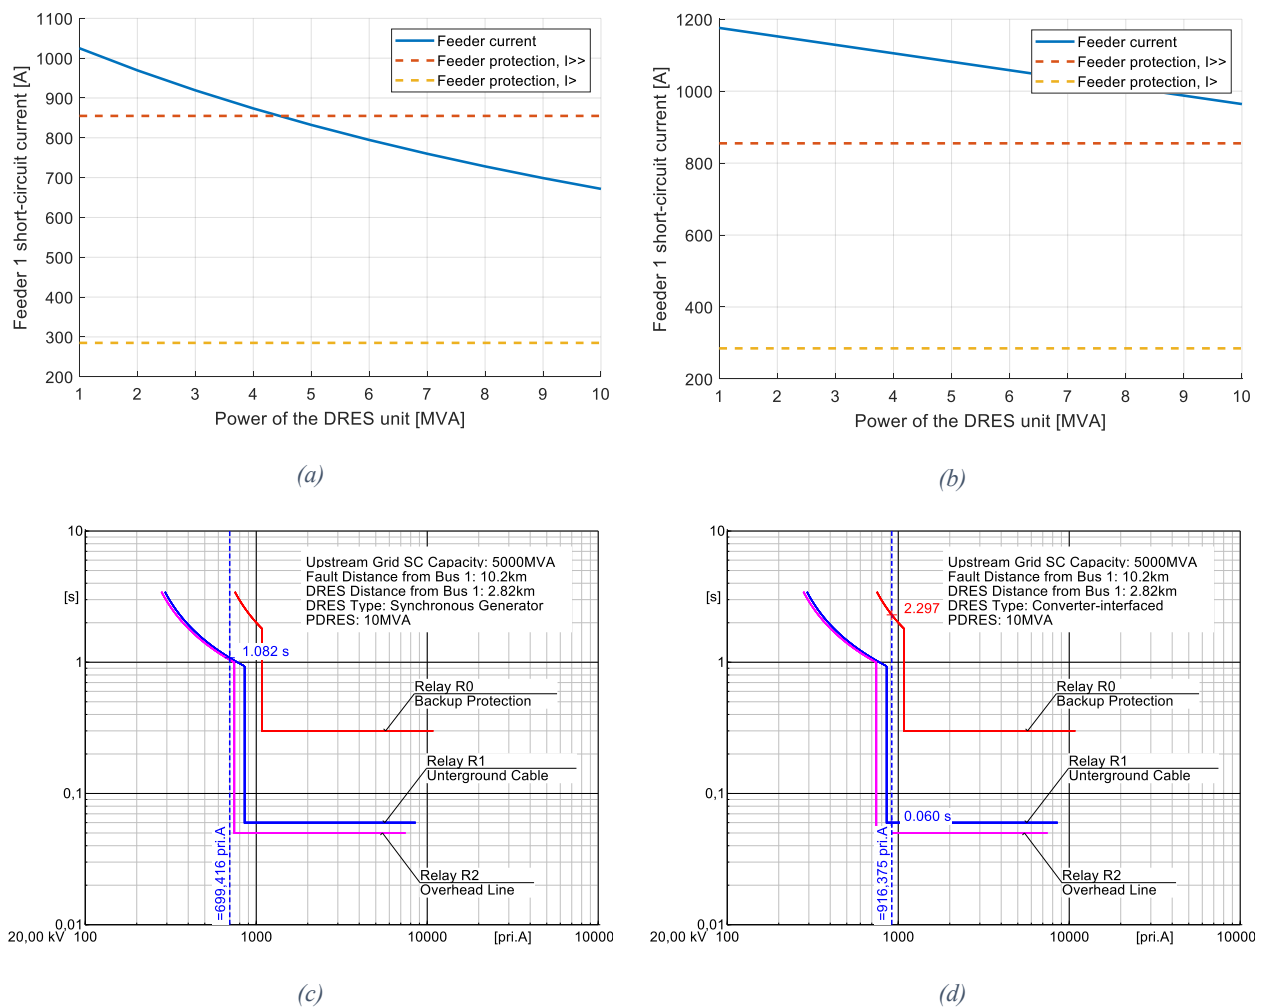 1100
1000
900
800
700
600
500
400
300
200
Feeder 1 short-circuit current [A]
Feeder current
Feeder protection, I>>
Feeder protection, I>
1 2 3 4 5 6 7 8 9 10
Power of the DRES unit [MVA]
(a)
1200
1000
800
600
400
200
Feeder 1 short-circuit current [A]
Feeder current
Feeder protection, I>>
Feeder protection, I>
1 2 3 4 5 6 7 8 9 10
Power of the DRES unit [MVA]
(b)
10
[s]
1
0,1
0,01
Upstream Grid SC Capacity: 5000MVA
Fault Distance from Bus 1: 10.2km
DRES Distance from Bus 1: 2.82km
DRES Type: Synchronous Generator
PDRES: 10MVA
1.082 s
Relay R0
Backup Protection
Relay R1
Unterground Cable
Relay R2
Overhead Line
=699,416 pri.A
20,00 kV 100 1000 10000 [pri.A] 10000
(c)
10
[s]
1
0,1
0,01
Upstream Grid SC Capacity: 5000MVA
Fault Distance from Bus 1: 10.2km
DRES Distance from Bus 1: 2.82km
DRES Type: Converter-interfaced
PDRES: 10MVA
2.297
Relay R0
Backup Protection
Relay R1
Unterground Cable
0.060 s
Relay R2
Overhead Line
=916,375 pri.A
20,00 kV 100 1000 10000 [pri.A] 10000
(d)